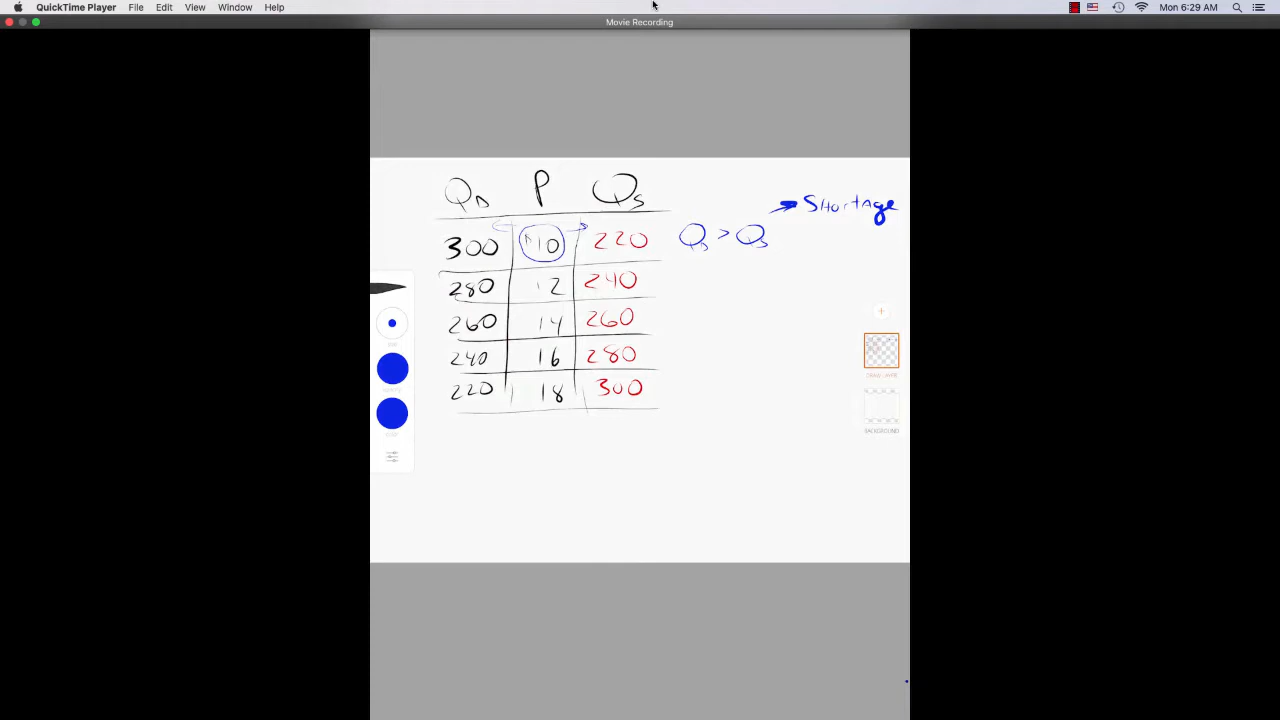 QuickTime Player File Edit View Window Help Mon 6:29 AM
Movie Recording
QD P QS
Shortage
300 10 220 QD > QS
280 12 240
260 14 260
240 16 280
220 18 300
BACKGROUND